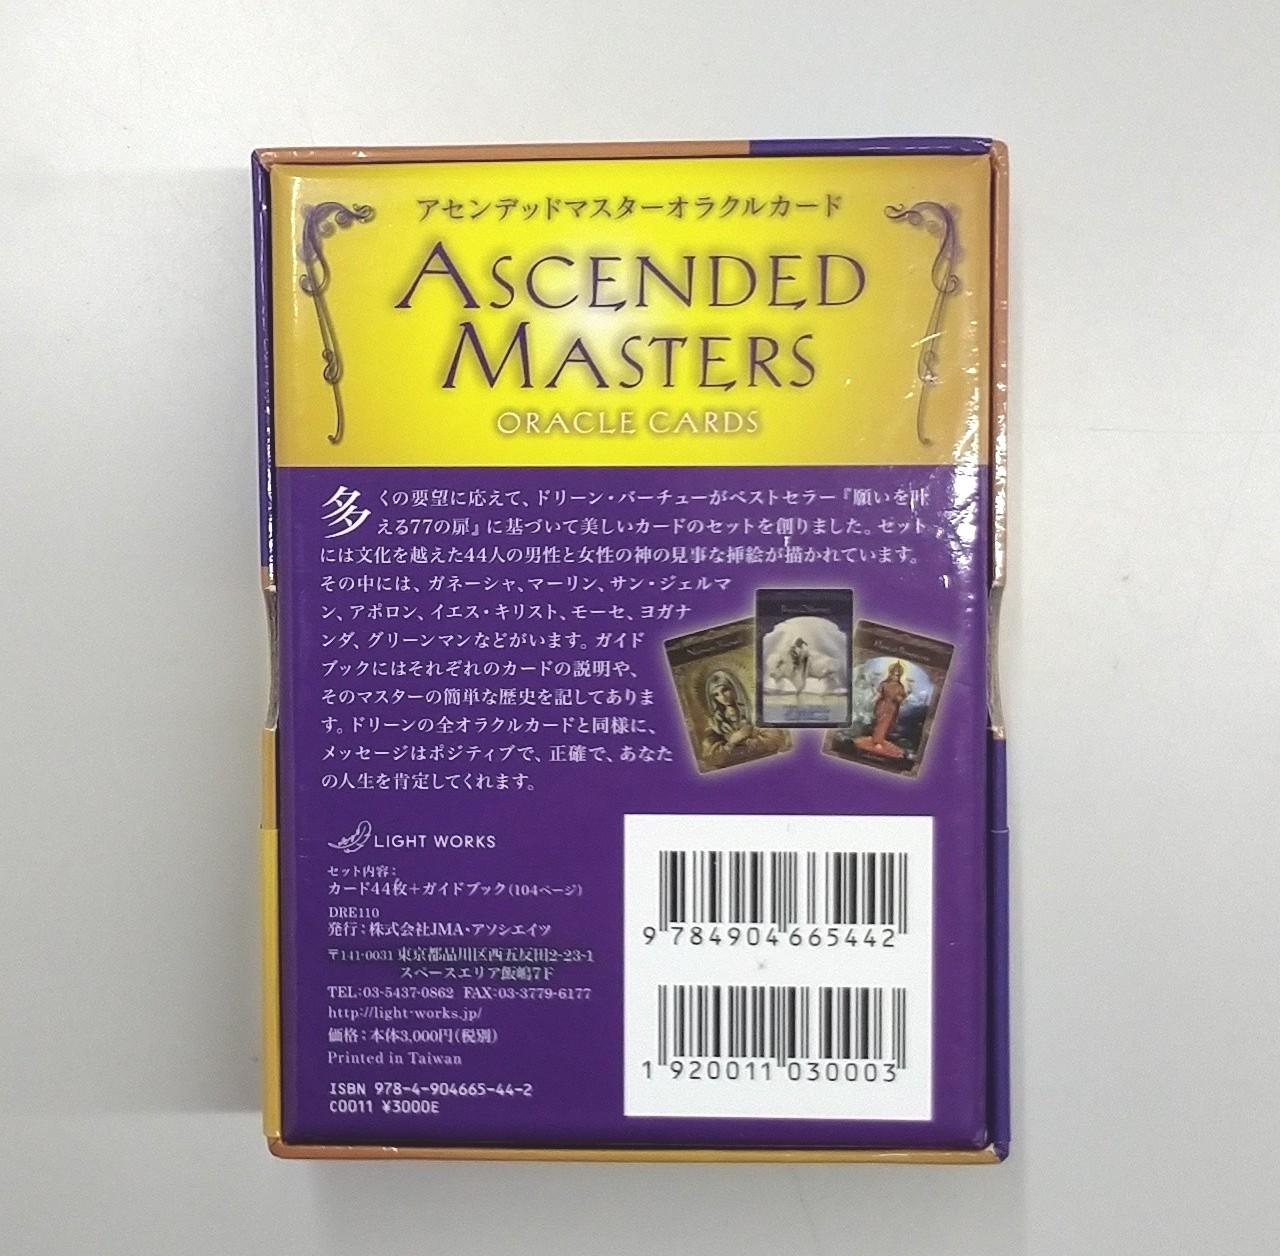 アセンデッドマスターオラクルカード
ASCENDED
MASTERS
ORACLE CARDS
多くの要望に応えて、ドリーン・バーチューがベストセラー『願いを叶
える77の扉』に基づいて美しいカードのセットを創りました。セット
には文化を越えた44人の男性と女性の神の見事な挿絵が描かれています。
その中には、ガネーシャ、マーリン、サン・ジェルマ
ン、アポロン、イエス・キリスト、モーセ、ヨガナ
ンダ、グリーンマンなどがいます。ガイド
ブックにはそれぞれのカードの説明や、
そのマスターの簡単な歴史を記してありま
す。ドリーンの全オラクルカードと同様に、
メッセージはポジティブで、正確で、あなた
の人生を肯定してくれます。
LIGHT WORKS
セット内容:
カード44枚+ガイドブック(104ページ)
DRE110
発行:株式会社JMA・アソシエイツ
〒141-0031 東京都品川区西五反田2-23-1
スペースエリア飯嶋7F
TEL:03-5437-0862 FAX:03-3779-6177
http://light-works.jp/
価格:本体3,000円(税別)
Printed in Taiwan
ISBN 978-4-904665-44-2
C0011 ¥3000E
9 784904 665442
1 920011 030003